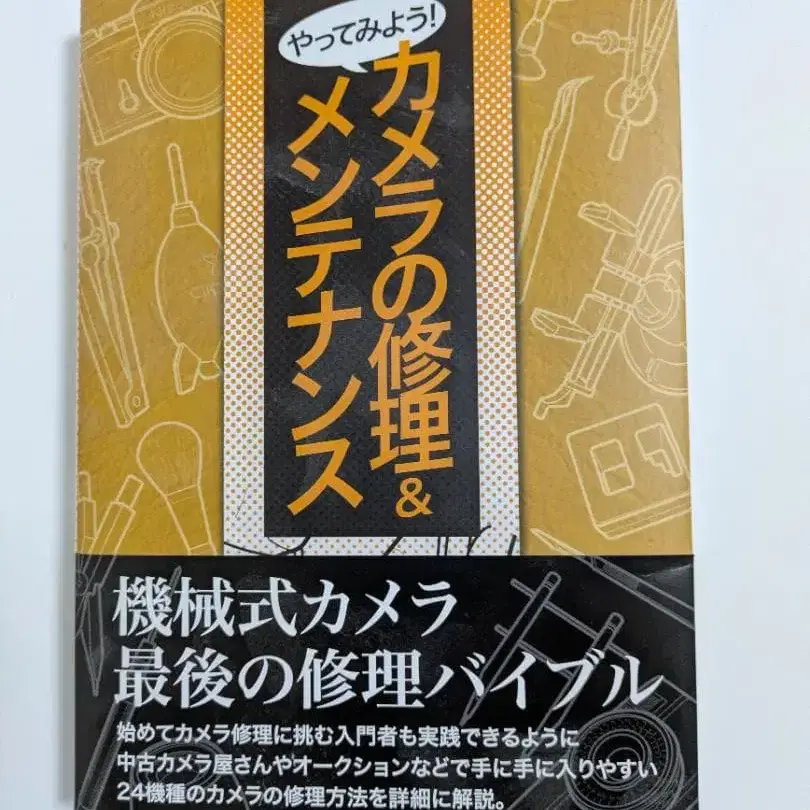 やってみよう!
カメラの修理&
メンテナンス
機械式カメラ
最後の修理バイブル
始めてカメラ修理に挑む入門者も実践できるように
中古カメラ屋さんやオークションなどで手に手に入りやすい
24機種のカメラの修理方法を詳細に解説。